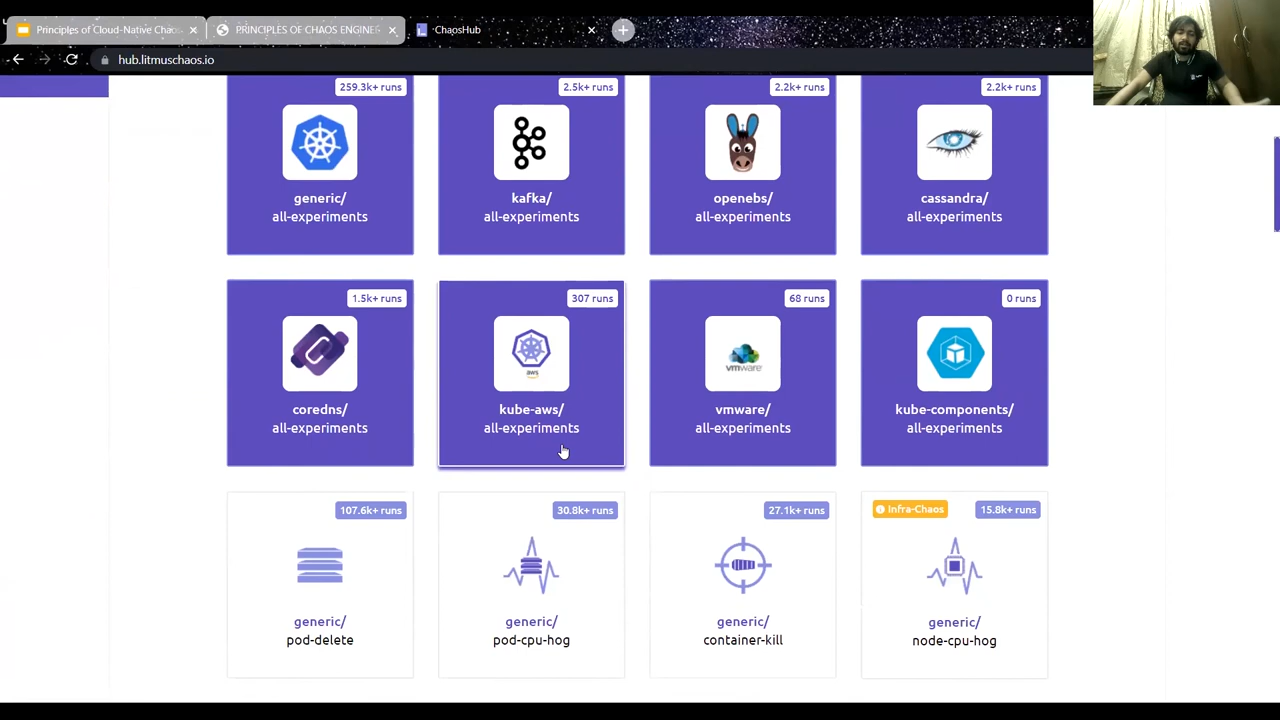 Principles of Cloud-Native Chao
PRINCIPLES OF CHAOS ENGINEE
ChaosHub
hub.litmuschaos.io
259.3k+ runs
generic/
all-experiments
2.5k+ runs
kafka/
all-experiments
2.2k+ runs
openebs/
all-experiments
2.2k+ runs
cassandra/
all-experiments
1.5k+ runs
coredns/
all-experiments
307 runs
aws
kube-aws/
all-experiments
68 runs
vmware
vmware/
all-experiments
0 runs
kube-components/
all-experiments
107.6k+ runs
generic/
pod-delete
30.8k+ runs
generic/
pod-cpu-hog
27.1k+ runs
generic/
container-kill
Infra-Chaos
15.8k+ runs
generic/
node-cpu-hog